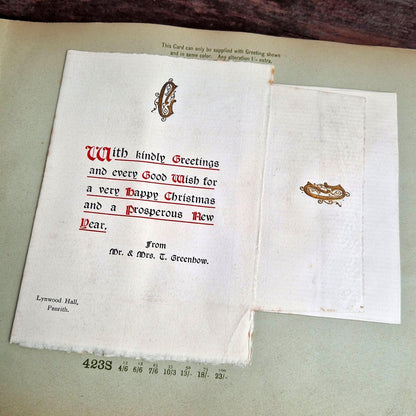 This Card can only be supplied with Greeting shown
and in same color. Any alteration 1/- extra.
G
With kindly Greetings
and every Good Wish for
a very Happy Christmas
and a Prosperous New
Year,
From
Mr. & Mrs. T. Greenhow.
Lynwood Hall,
Penrith.
G
423S 4/6 6/6 7/6 10/3 13/- 18/- 23/-